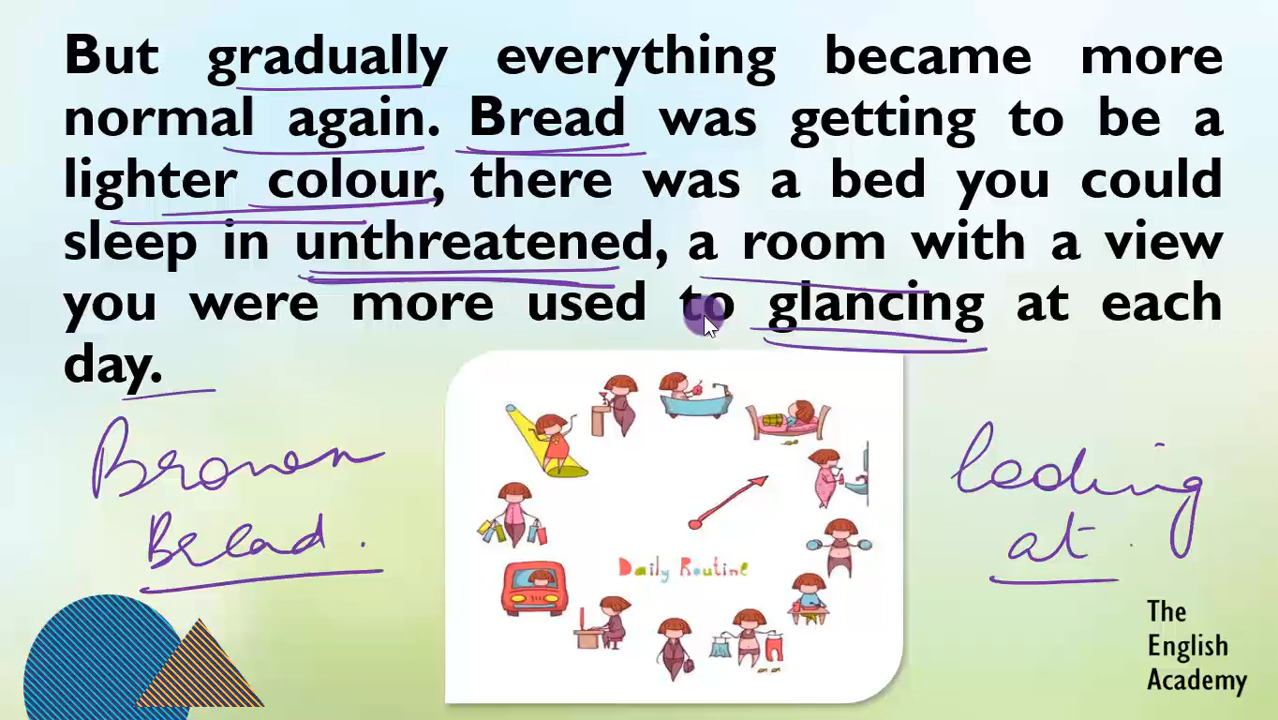 But gradually everything became more
normal again. Bread was getting to be a
lighter colour, there was a bed you could
sleep in unthreatened, a room with a view
you were more used to glancing at each
day.
Brown
Bread.
looking
at
Daily Routine
The
English
Academy